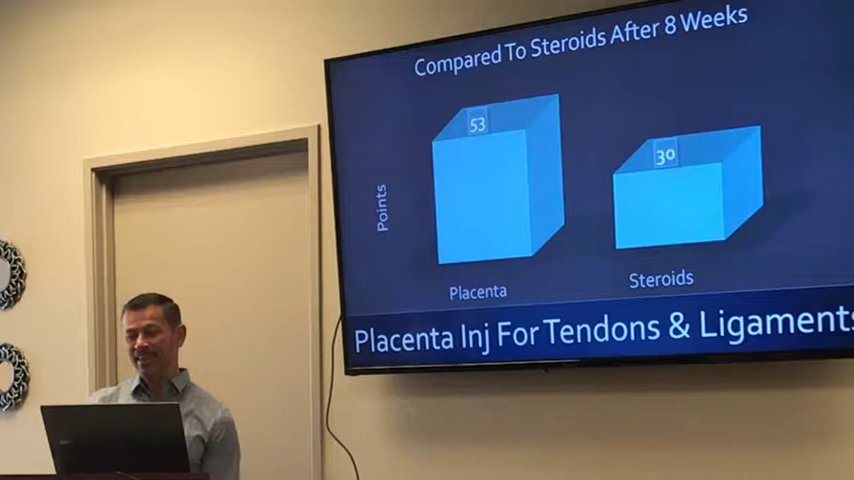 Compared To Steroids After 8 Weeks
53
30
Points
Placenta
Steroids
Placenta Inj For Tendons & Ligaments